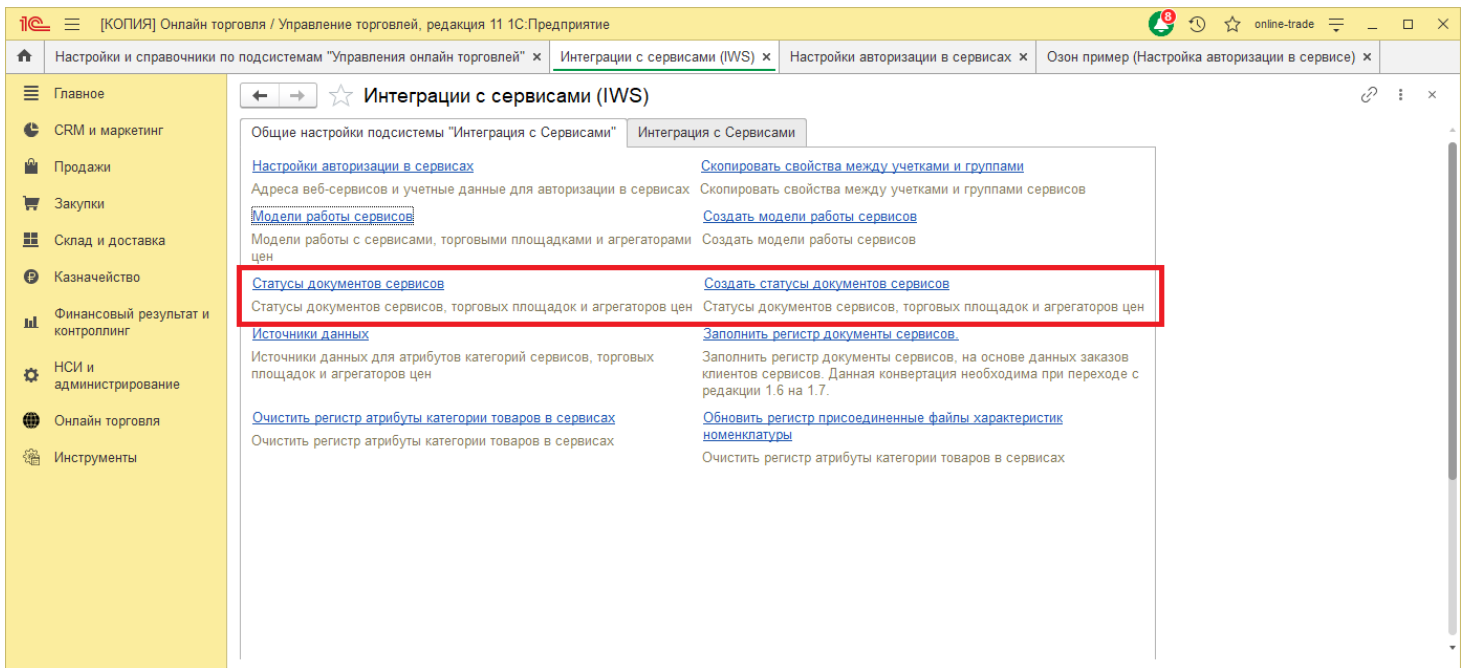 1С [КОПИЯ] Онлайн торговля / Управление торговлей, редакция 11 1С:Предприятие 8 online-trade
Настройки и справочники по подсистемам "Управления онлайн торговлей" Интеграции с сервисами (IWS) Настройки авторизации в сервисах Озон пример (Настройка авторизации в сервисе)
Главное
CRM и маркетинг
Продажи
Закупки
Склад и доставка
Казначейство
Финансовый результат и
контроллинг
НСИ и
администрирование
Онлайн торговля
Инструменты
Интеграции с сервисами (IWS)
Общие настройки подсистемы "Интеграция с Сервисами" Интеграция с Сервисами
Настройки авторизации в сервисах Скопировать свойства между учетками и группами
Адреса веб-сервисов и учетные данные для авторизации в сервисах Скопировать свойства между учетками и группами сервисов
Модели работы сервисов Создать модели работы сервисов
Модели работы с сервисами, торговыми площадками и агрегаторами Создать модели работы сервисов
цен
Статусы документов сервисов Создать статусы документов сервисов
Статусы документов сервисов, торговых площадок и агрегаторов цен Статусы документов сервисов, торговых площадок и агрегаторов цен
Источники данных Заполнить регистр документы сервисов.
Источники данных для атрибутов категорий сервисов, торговых
площадок и агрегаторов цен
Заполнить регистр документы сервисов, на основе данных заказов
клиентов сервисов. Данная конвертация необходима при переходе с
редакции 1.6 на 1.7.
Очистить регистр атрибуты категории товаров в сервисах
Очистить регистр атрибуты категории товаров в сервисах
Обновить регистр присоединенные файлы характеристик
номенклатуры
Очистить регистр атрибуты категории товаров в сервисах